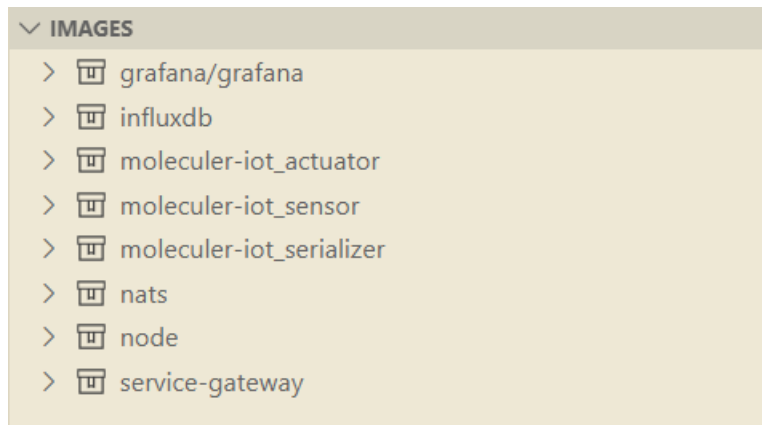 IMAGES
grafana/grafana
influxdb
moleculer-iot_actuator
moleculer-iot_sensor
moleculer-iot_serializer
nats
node
service-gateway